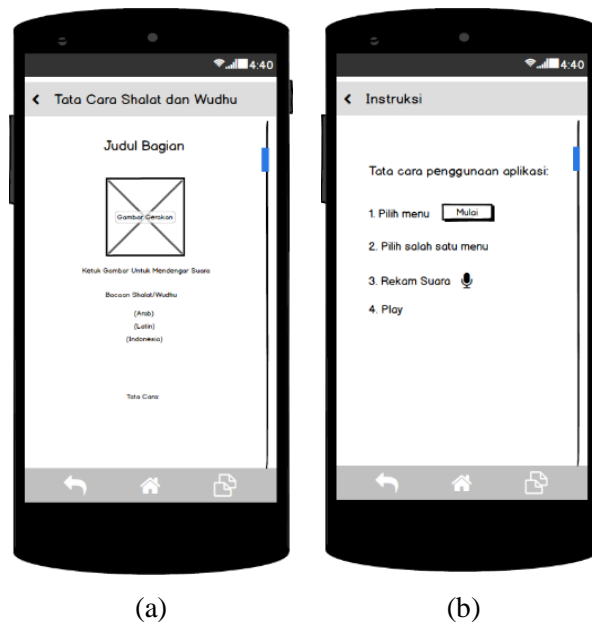 4:40
Tata Cara Shalat dan Wudhu
Judul Bagian
Gambar Gerakan
Ketuk Gambar Untuk Mendengar Suara
Bacaan Shalat/Wudhu
(Arab)
(Latin)
(Indonesia)
Tata Cara
(a)
4:40
Instruksi
Tata cara penggunaan aplikasi:
1. Pilih menu Mulai
2. Pilih salah satu menu
3. Rekam Suara
4. Play
(b)